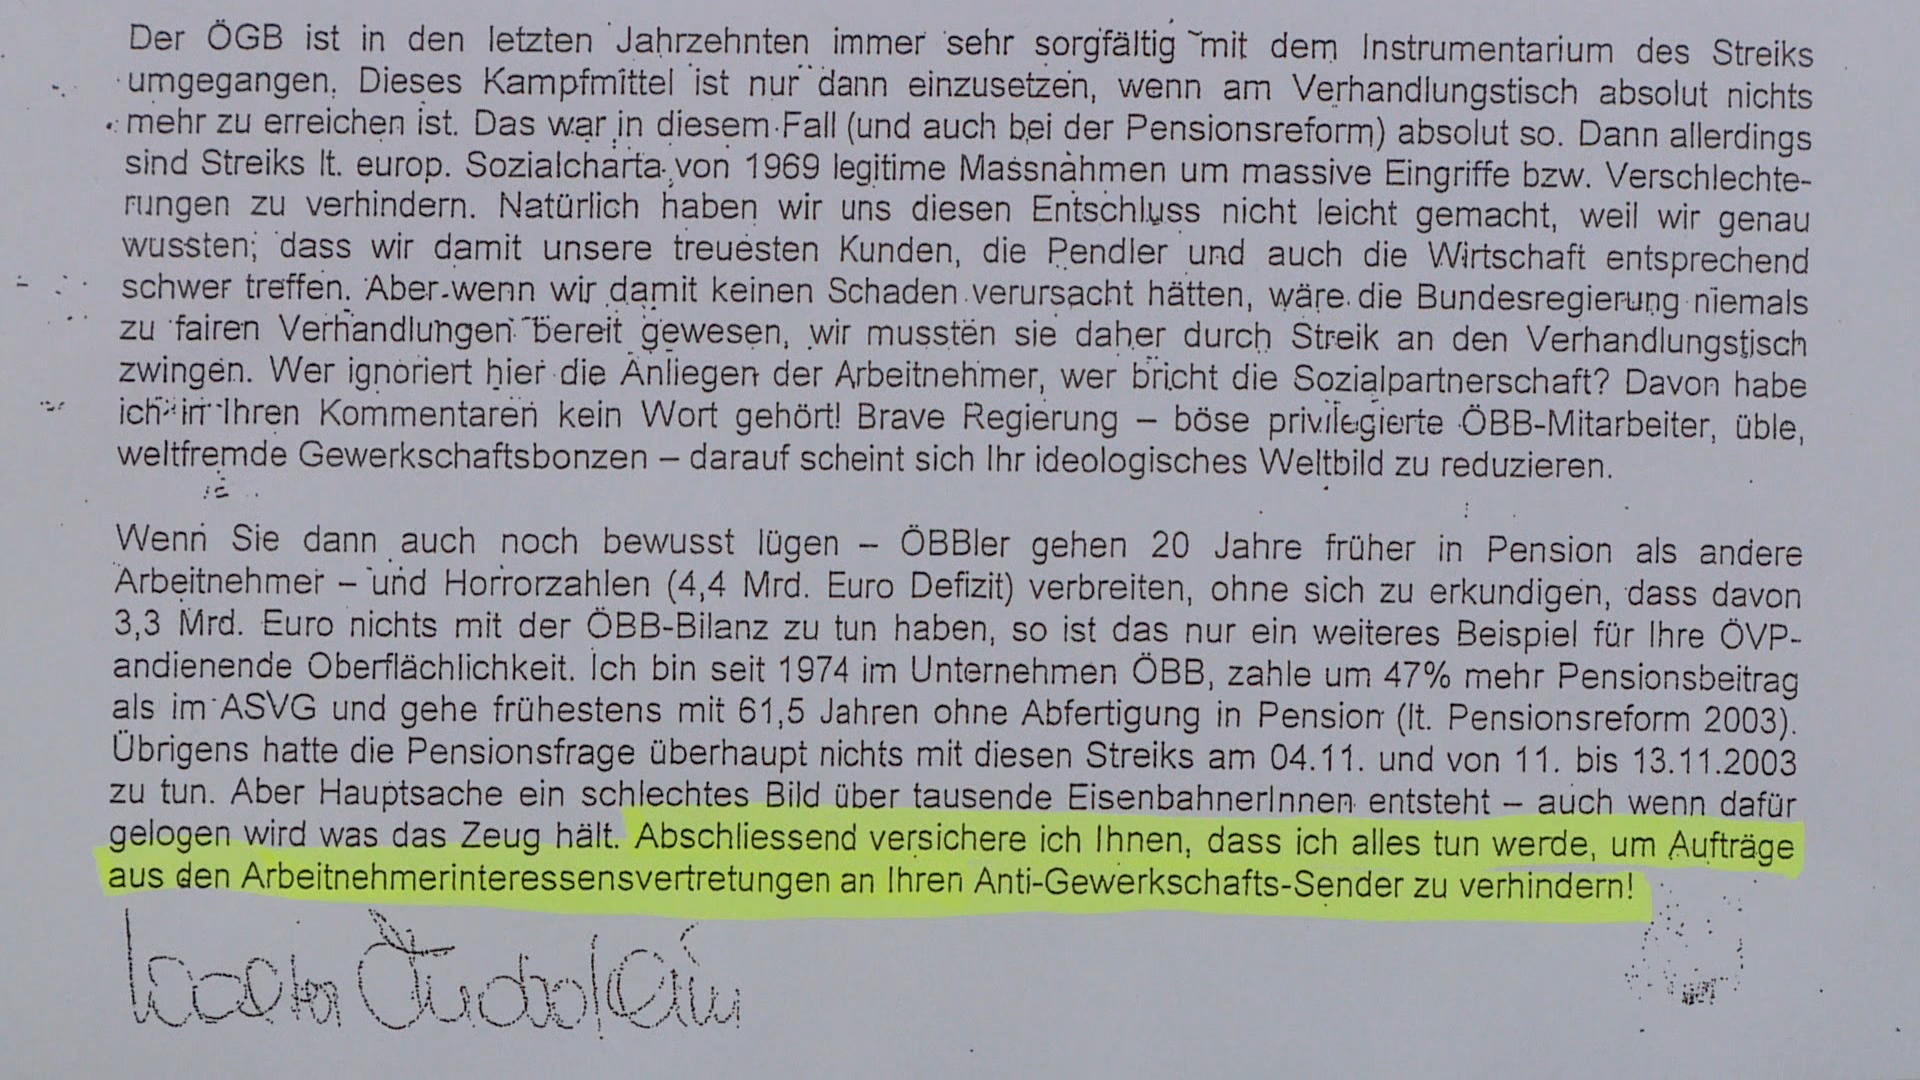 Der ÖGB ist in den letzten Jahrzehnten immer sehr sorgfältig mit dem Instrumentarium des Streiks
umgegangen. Dieses Kampfmittel ist nur dann einzusetzen, wenn am Verhandlungstisch absolut nichts
mehr zu erreichen ist. Das war in diesem Fall (und auch bei der Pensionsreform) absolut so. Dann allerdings
sind Streiks lt. europ. Sozialcharta von 1969 legitime Massnahmen um massive Eingriffe bzw. Verschlechte-
rungen zu verhindern. Natürlich haben wir uns diesen Entschluss nicht leicht gemacht, weil wir genau
wussten, dass wir damit unsere treuesten Kunden, die Pendler und auch die Wirtschaft entsprechend
schwer treffen. Aber wenn wir damit keinen Schaden verursacht hätten, wäre die Bundesregierung niemals
zu fairen Verhandlungen bereit gewesen, wir mussten sie daher durch Streik an den Verhandlungstisch
zwingen. Wer ignoriert hier die Anliegen der Arbeitnehmer, wer bricht die Sozialpartnerschaft? Davon habe
ich in Ihren Kommentaren kein Wort gehört! Brave Regierung – böse privilegierte ÖBB-Mitarbeiter, üble,
weltfremde Gewerkschaftsbonzen – darauf scheint sich Ihr ideologisches Weltbild zu reduzieren.
Wenn Sie dann auch noch bewusst lügen – ÖBBler gehen 20 Jahre früher in Pension als andere
Arbeitnehmer – und Horrorzahlen (4,4 Mrd. Euro Defizit) verbreiten, ohne sich zu erkundigen, dass davon
3,3 Mrd. Euro nichts mit der ÖBB-Bilanz zu tun haben, so ist das nur ein weiteres Beispiel für Ihre ÖVP-
andienende Oberflächlichkeit. Ich bin seit 1974 im Unternehmen ÖBB, zahle um 47% mehr Pensionsbeitrag
als im ASVG und gehe frühestens mit 61,5 Jahren ohne Abfertigung in Pension (lt. Pensionsreform 2003).
Übrigens hatte die Pensionsfrage überhaupt nichts mit diesen Streiks am 04.11. und von 11. bis 13.11.2003
zu tun. Aber Hauptsache ein schlechtes Bild über tausende EisenbahnerInnen entsteht – auch wenn dafür
gelogen wird was das Zeug hält. Abschliessend versichere ich Ihnen, dass ich alles tun werde, um Aufträge
aus den Arbeitnehmerinteressensvertretungen an Ihren Anti-Gewerkschafts-Sender zu verhindern!